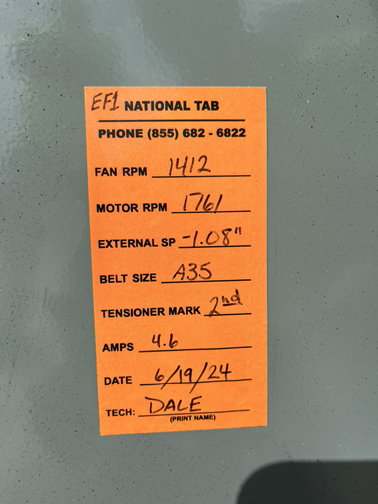 EF1 NATIONAL TAB
PHONE (855) 682 - 6822
FAN RPM 1412
MOTOR RPM 1761
EXTERNAL SP -1.08"
BELT SIZE A35
TENSIONER MARK 2nd
AMPS 4.6
DATE 6/19/24
TECH: DALE
(PRINT NAME)